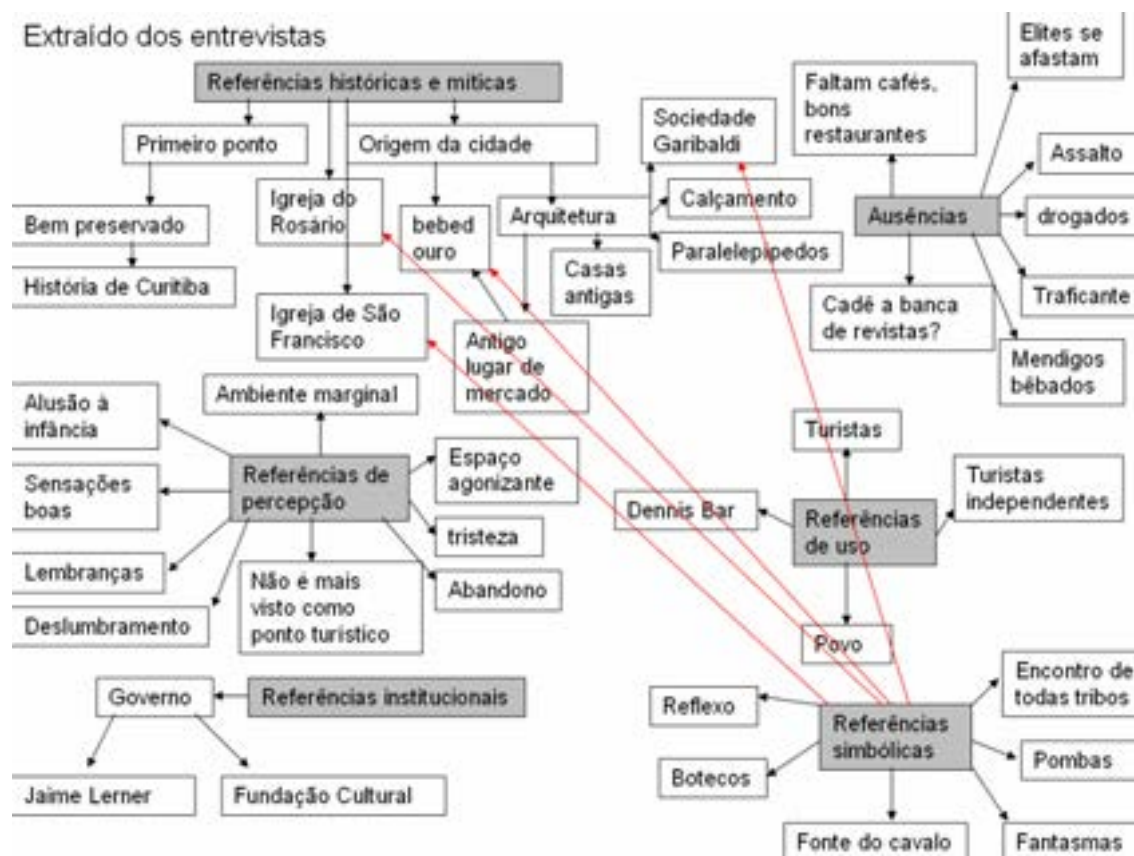 Extraído dos entrevistas
Elites se
afastam
Referências históricas e míticas
Faltam cafés,
bons
restaurantes
Sociedade
Garibaldi
Primeiro ponto
Origem da cidade
Assalto
Igreja do
Rosário
bebed
ouro
Arquitetura
Calçamento
Ausências
drogados
Bem preservado
Paralelepípedos
Casas
antigas
História de Curitiba
Traficante
Igreja de São
Francisco
Antigo
lugar de
mercado
Cadê a banca
de revistas?
Mendigos
bêbados
Alusão à
infância
Ambiente marginal
Turistas
Referências de
percepção
Espaço
agonizante
Sensações
boas
Turistas
independentes
Dennis Bar
Referências
de uso
tristeza
Lembranças
Não é mais
visto como
ponto turístico
Abandono
Deslumbramento
Povo
Governo
Referências institucionais
Encontro de
todas tribos
Reflexo
Referências
simbólicas
Pombas
Botecos
Jaime Lerner
Fundação Cultural
Fonte do cavalo
Fantasmas